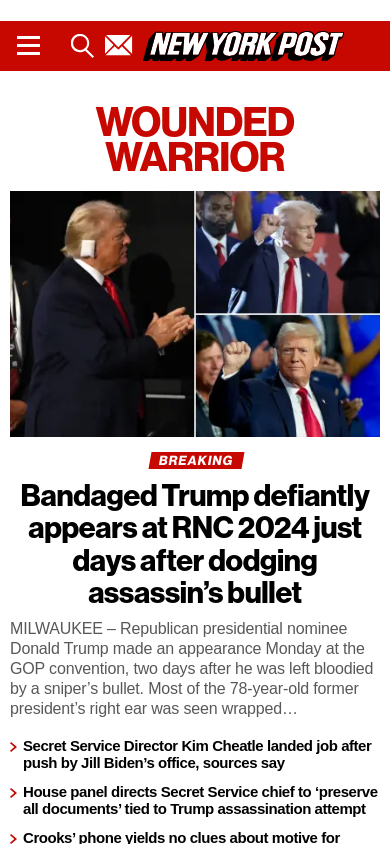 NEW YORK POST
WOUNDED
WARRIOR
BREAKING
Bandaged Trump defiantly
appears at RNC 2024 just
days after dodging
assassin’s bullet
MILWAUKEE – Republican presidential nominee
Donald Trump made an appearance Monday at the
GOP convention, two days after he was left bloodied
by a sniper’s bullet. Most of the 78-year-old former
president’s right ear was seen wrapped…
Secret Service Director Kim Cheatle landed job after
push by Jill Biden’s office, sources say
House panel directs Secret Service chief to ‘preserve
all documents’ tied to Trump assassination attempt
Crooks’ phone yields no clues about motive for